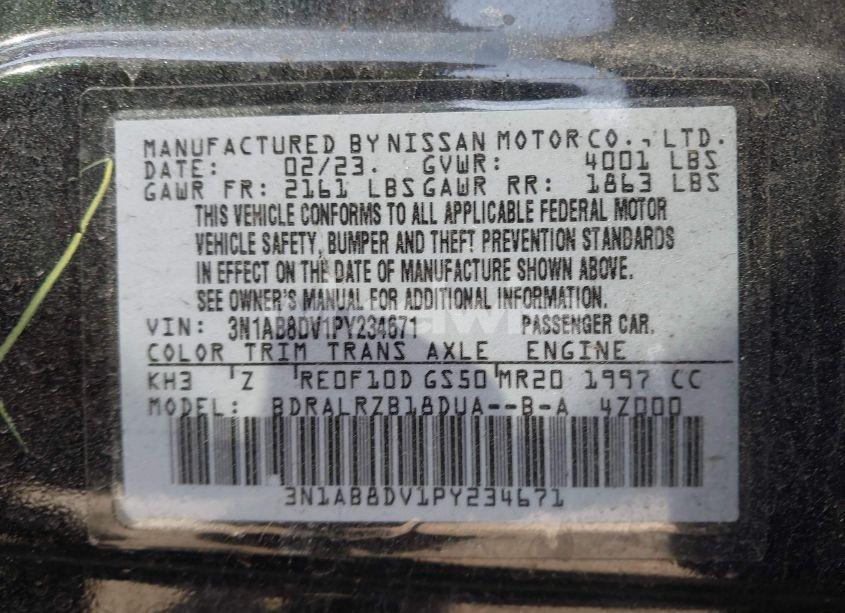 MANUFACTURED BY NISSAN MOTOR CO., LTD.
DATE: 02/23. GVWR: 4001 LBS
GAWR FR: 2161 LBS GAWR RR: 1863 LBS
THIS VEHICLE CONFORMS TO ALL APPLICABLE FEDERAL MOTOR
VEHICLE SAFETY, BUMPER AND THEFT PREVENTION STANDARDS
IN EFFECT ON THE DATE OF MANUFACTURE SHOWN ABOVE.
SEE OWNER'S MANUAL FOR ADDITIONAL INFORMATION.
VIN: 3N1AB8DV1PY234671 PASSENGER CAR.
COLOR TRIM TRANS AXLE ENGINE
KH3 Z RE0F10D GS50 MR20 1997 CC
MODEL: BDRALRZB18DUA--B-A 4Z000
3N1AB8DV1PY234671